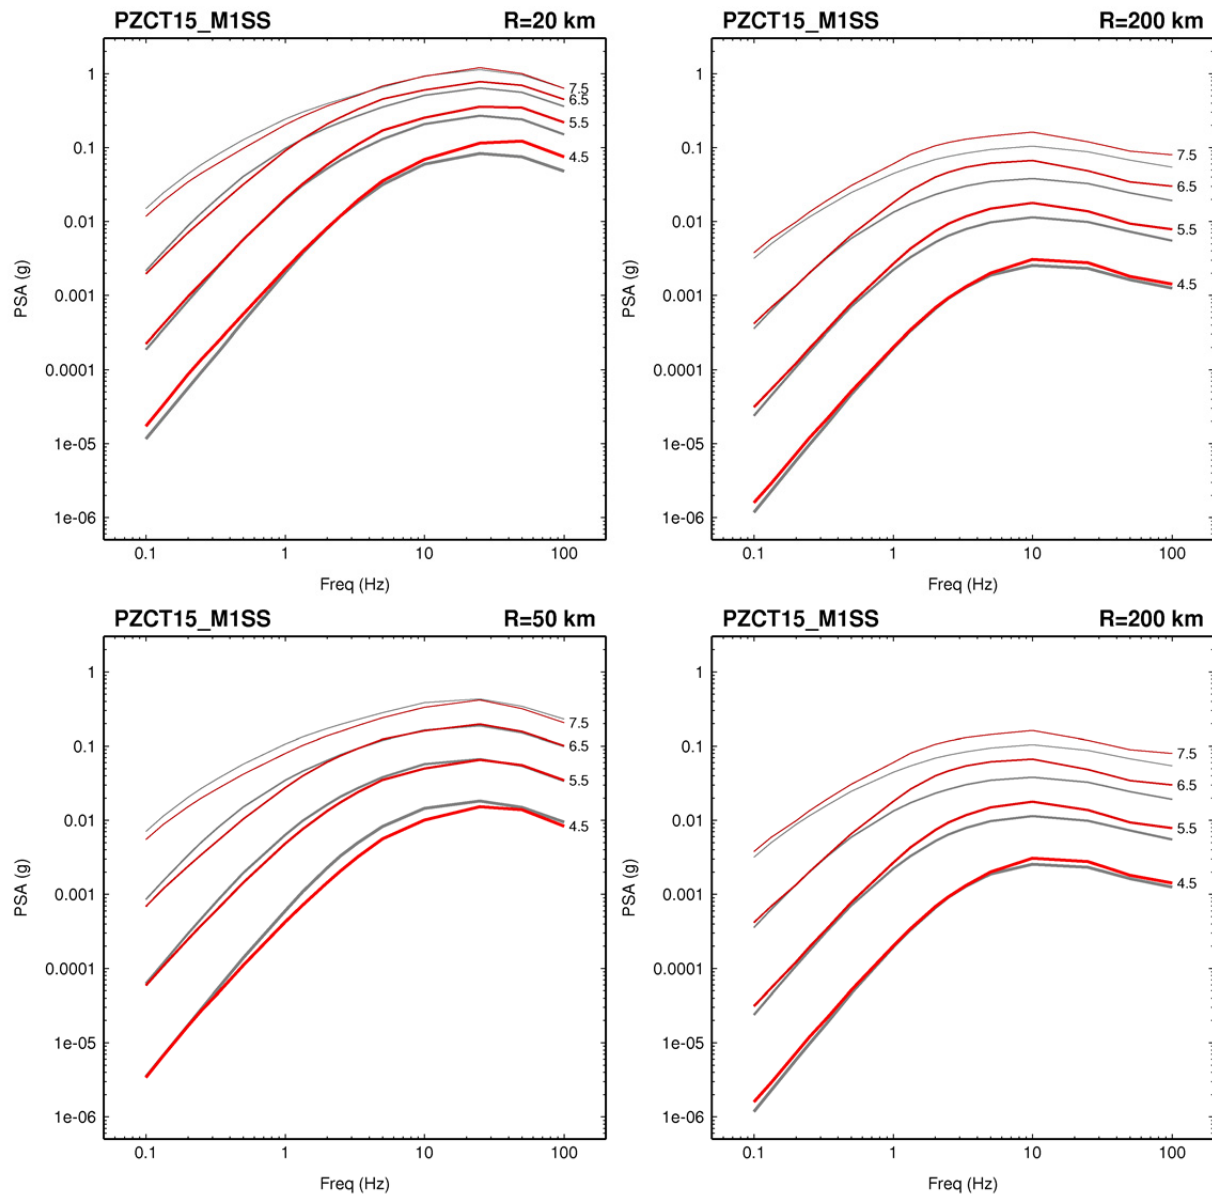 PZCT15_M1SS R=20 km
1
0.1
0.01
0.001
0.0001
1e-05
1e-06
PSA (g)
7.5
6.5
5.5
4.5
0.1 1 10 100
Freq (Hz)
PZCT15_M1SS R=200 km
1
0.1
0.01
0.001
0.0001
1e-05
1e-06
PSA (g)
7.5
6.5
5.5
4.5
0.1 1 10 100
Freq (Hz)
PZCT15_M1SS R=50 km
1
0.1
0.01
0.001
0.0001
1e-05
1e-06
PSA (g)
7.5
6.5
5.5
4.5
0.1 1 10 100
Freq (Hz)
PZCT15_M1SS R=200 km
1
0.1
0.01
0.001
0.0001
1e-05
1e-06
PSA (g)
7.5
6.5
5.5
4.5
0.1 1 10 100
Freq (Hz)